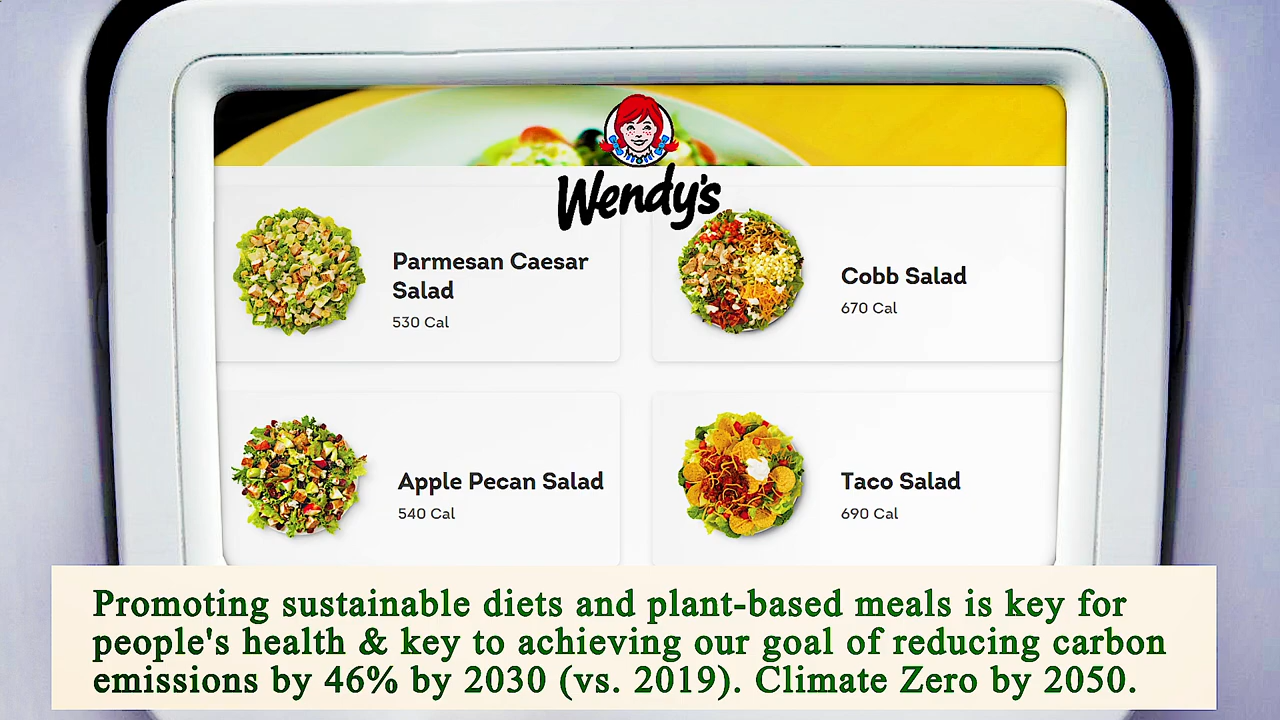 Wendy's
Parmesan Caesar
Salad
530 Cal
Cobb Salad
670 Cal
Apple Pecan Salad
540 Cal
Taco Salad
690 Cal
Promoting sustainable diets and plant-based meals is key for
people's health & key to achieving our goal of reducing carbon
emissions by 46% by 2030 (vs. 2019). Climate Zero by 2050.